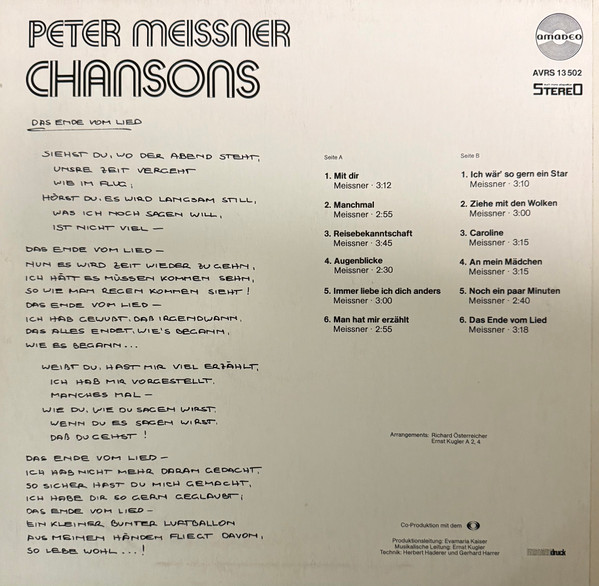 PETER MEISSNER
CHANSONS
amadeo
AVRS 13 502
STEREO
DAS ENDE VOM LIED
SIEHST DU, WO DER ABEND STEHT,
UNSRE ZEIT VERGEHT
WIE IM FLUG,
HÖRST DU, ES WIRD LANGSAM STILL,
WAS ICH NOCH SAGEN WILL,
IST NICHT VIEL —
DAS ENDE VOM LIED —
NUN ES WIRD ZEIT WIEDER ZU GEHN,
ICH HÄTT ES MÜSSEN KOMMEN SEHN,
SO WIE MAN REGEN KOMMEN SIEHT!
DAS ENDE VOM LIED —
ICH HAB GEWUßT, DAß IRGENDWANN,
DAS ALLES ENDET, WIE'S BEGANN,
WIE ES BEGANN...
WEIßT DU, HAST MIR VIEL ERZÄHLT,
ICH HAB MIR VORGESTELLT,
MANCHES MAL —
WIE DU, WIE DU SAGEN WIRST,
WENN DU ES SAGEN WIRST,
DAß DU GEHST!
DAS ENDE VOM LIED —
ICH HAB NICHT MEHR DARAN GEDACHT,
SO SICHER HAST DU MICH GEMACHT,
ICH HABE DIR SO GERN GEGLAUBT;
DAS ENDE VOM LIED —
EIN KLEINER BUNTER LUFTBALLON
AUS MEINEN HÄNDEN FLIEGT DAVON,
SO LEBE WOHL...!
Seite A
1. Mit dir
Meissner · 3:12
2. Manchmal
Meissner · 2:55
3. Reisebekanntschaft
Meissner · 3:45
4. Augenblicke
Meissner · 2:30
5. Immer liebe ich dich anders
Meissner · 3:00
6. Man hat mir erzählt
Meissner · 2:55
Seite B
1. Ich wär' so gern ein Star
Meissner · 3:10
2. Ziehe mit den Wolken
Meissner · 3:00
3. Caroline
Meissner · 3:15
4. An mein Mädchen
Meissner · 3:15
5. Noch ein paar Minuten
Meissner · 2:40
6. Das Ende vom Lied
Meissner · 3:18
Arrangements: Richard Österreicher
Ernst Kugler A 2, 4
Co-Produktion mit dem
Produktionsleitung: Evamaria Kaiser
Musikalische Leitung: Ernst Kugler
Technik: Herbert Haderer und Gerhard Harrer
druck